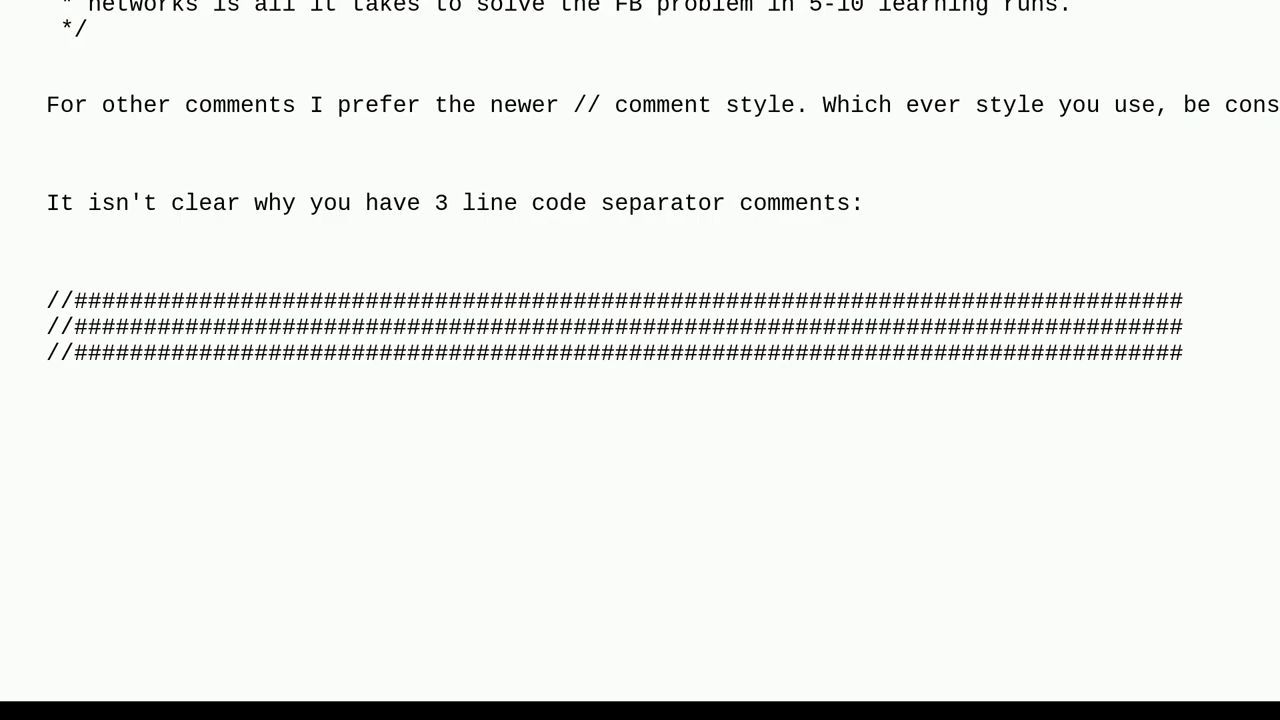 * networks is all it takes to solve the FB problem in 5-10 learning runs.
*/
For other comments I prefer the newer // comment style. Which ever style you use, be cons
It isn't clear why you have 3 line code separator comments:
//################################################################################
//################################################################################
//################################################################################